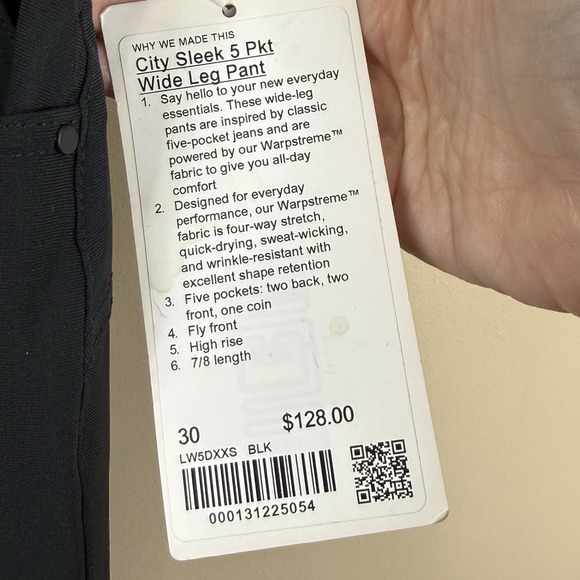 WHY WE MADE THIS
City Sleek 5 Pkt
Wide Leg Pant
1. Say hello to your new everyday
essentials. These wide-leg
pants are inspired by classic
five-pocket jeans and are
powered by our Warpstreme™
fabric to give you all-day
comfort
2. Designed for everyday
performance, our Warpstreme™
fabric is four-way stretch,
quick-drying, sweat-wicking,
and wrinkle-resistant with
excellent shape retention
3. Five pockets: two back, two
front, one coin
4. Fly front
5. High rise
6. 7/8 length
30 $128.00
LW5DXXS BLK
000131225054